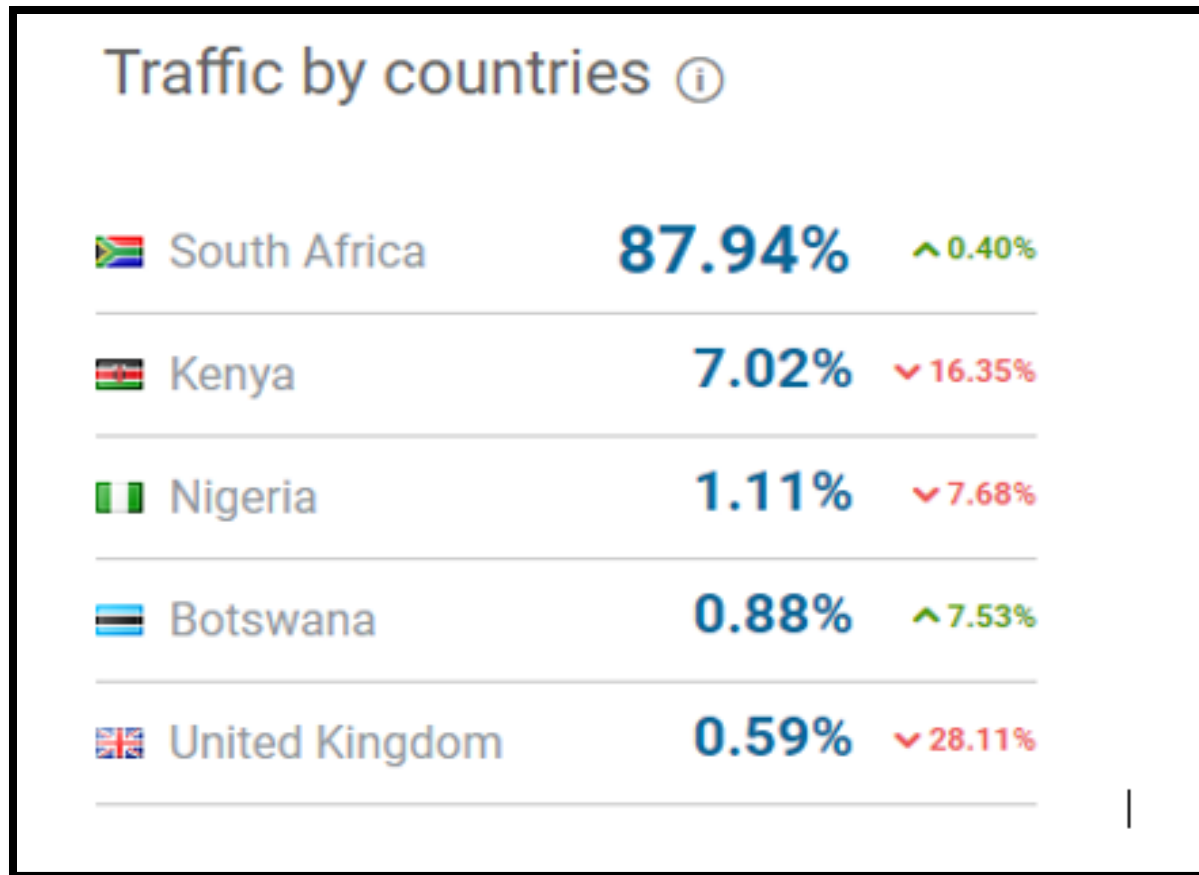 Traffic by countries
South Africa 87.94% 0.40%
Kenya 7.02% 16.35%
Nigeria 1.11% 7.68%
Botswana 0.88% 7.53%
United Kingdom 0.59% 28.11%